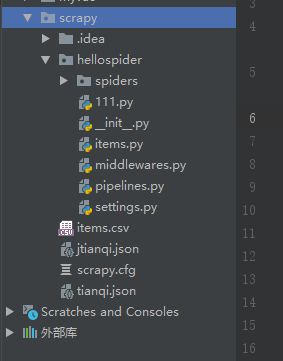 scrapy
.idea
hellospider
spiders
111.py
__init__.py
items.py
middlewares.py
pipelines.py
settings.py
items.csv
jtianqi.json
scrapy.cfg
tianqi.json
Scratches and Consoles
外部库
3
4
5
6
7
8
9
10
11
12
13
14
15
16